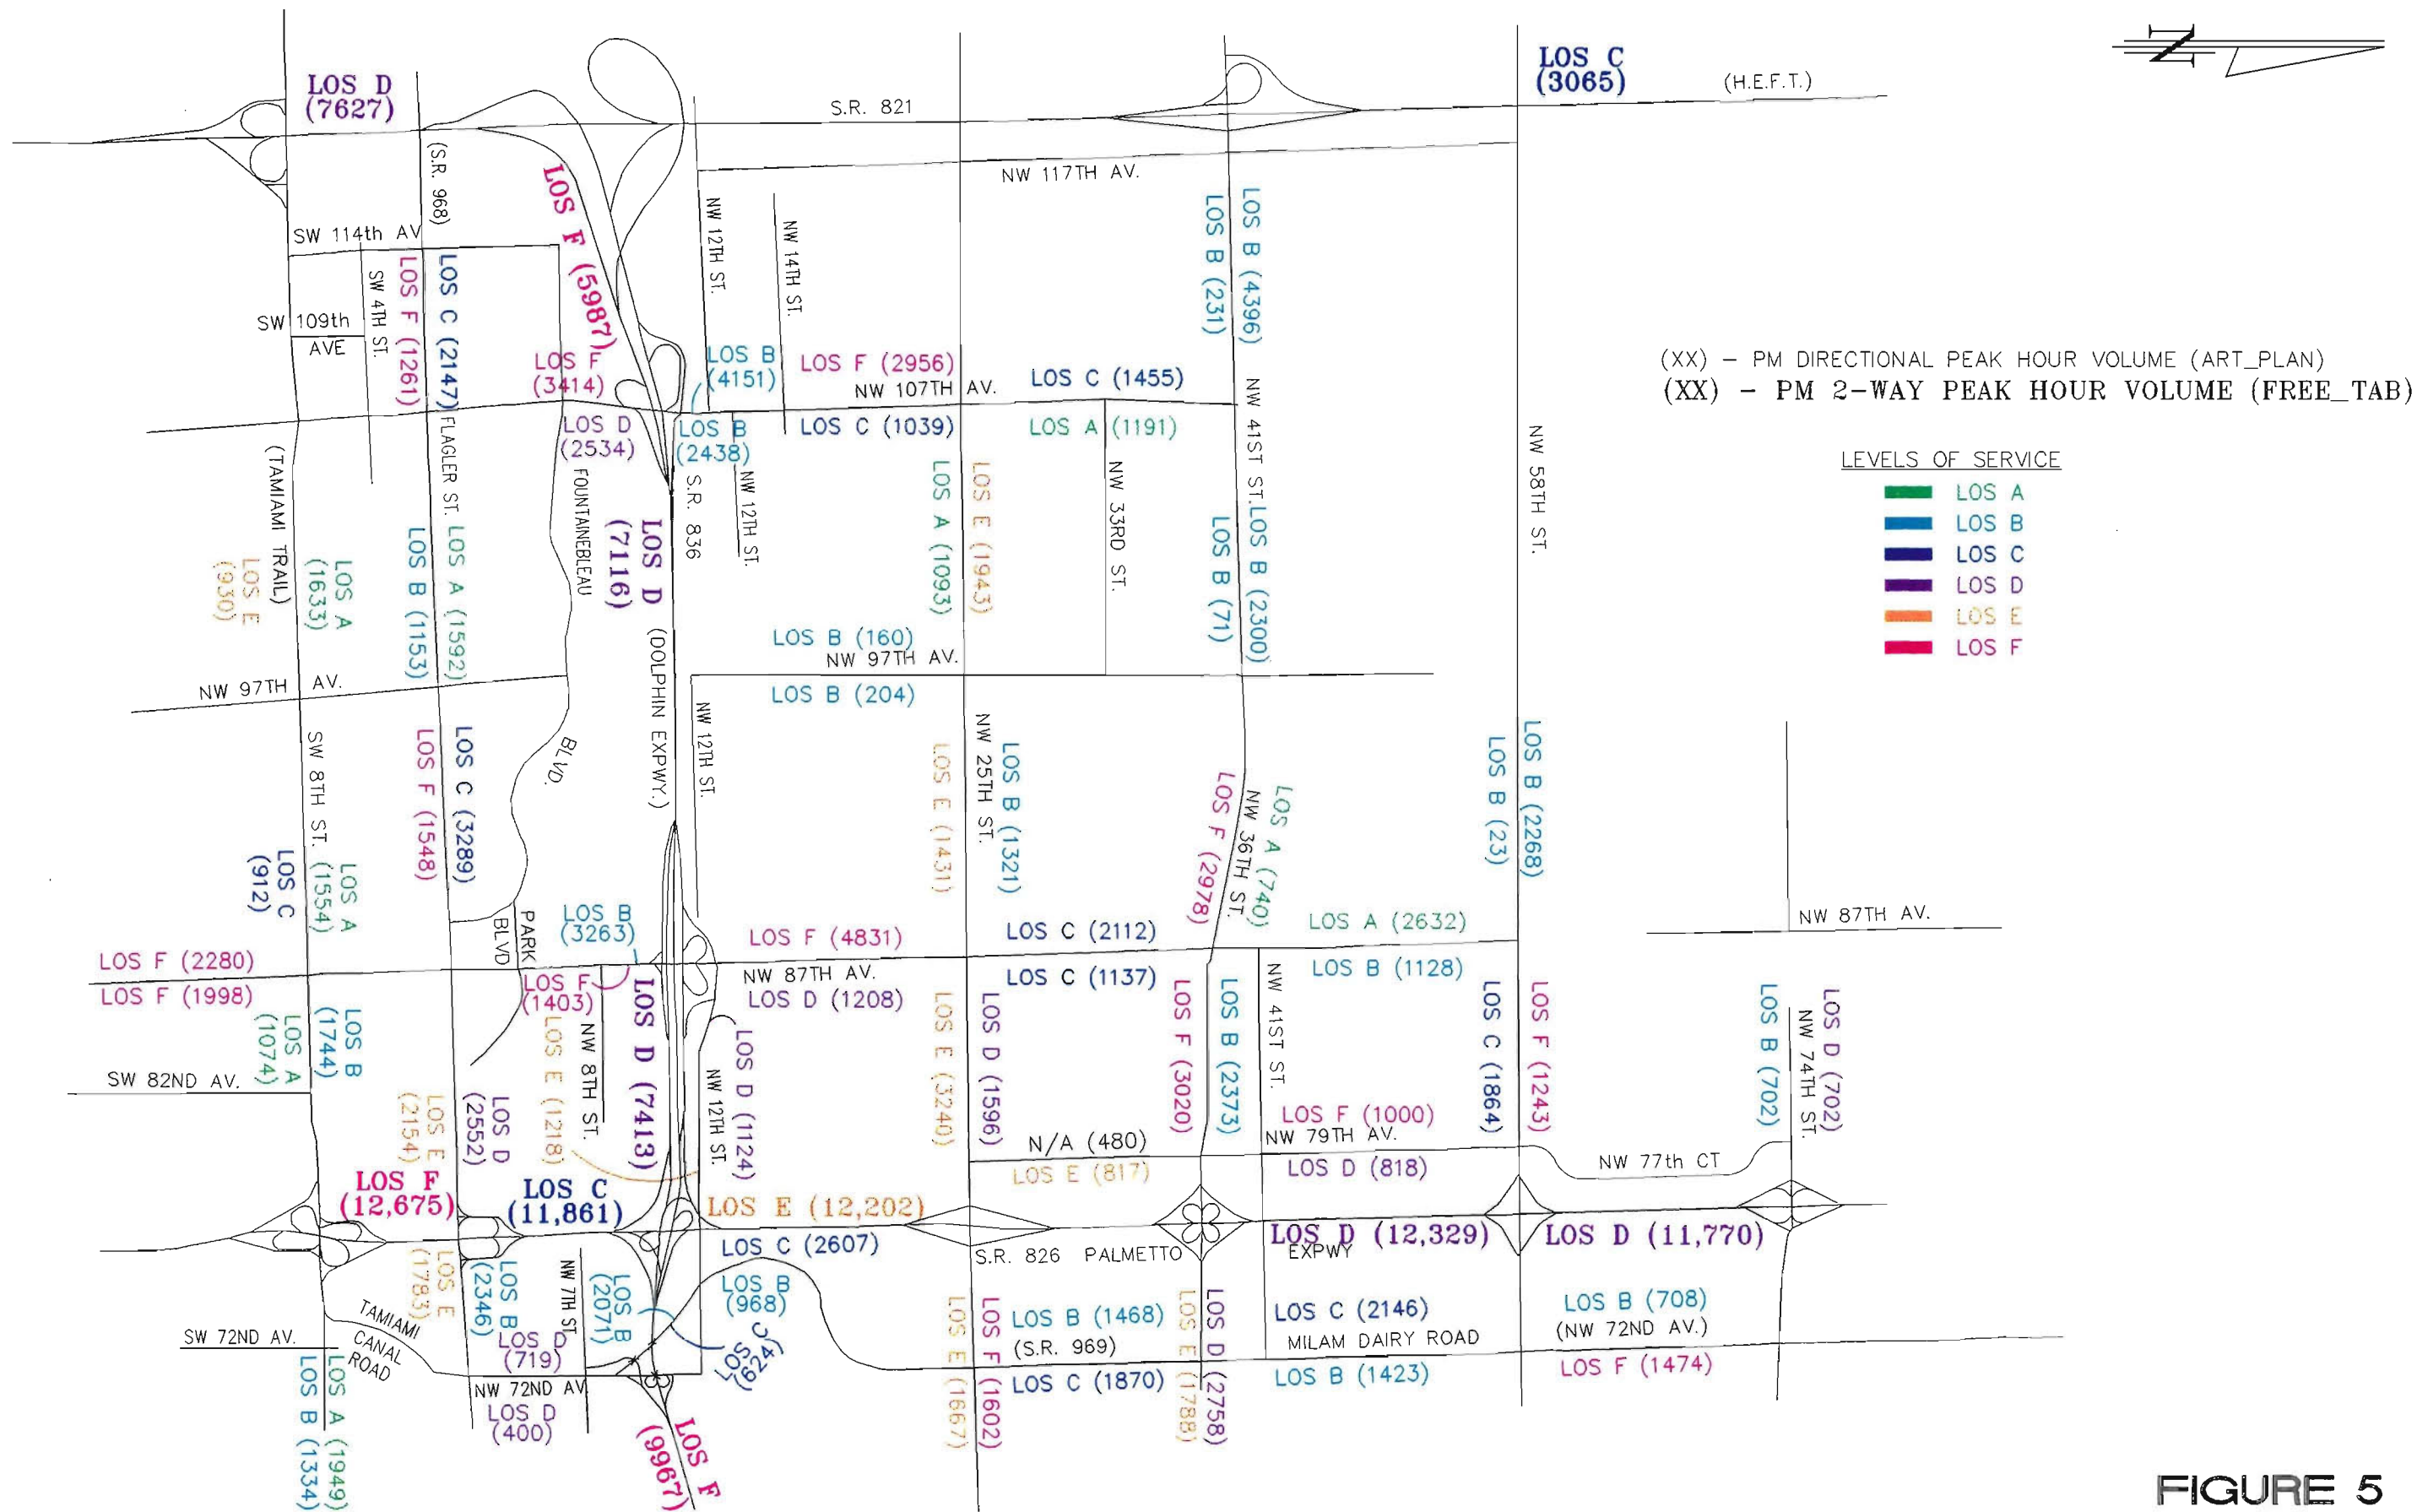 LOS D
(7627)
LOS C
(3065)
(H.E.F.T.)
N
S.R. 821
(S.R. 968)
NW 117TH AV.
LOS F (5987)
NW 12TH ST.
NW 14TH ST.
LOS B (231)
LOS B (4396)
SW 114th AV
SW 4TH ST.
LOS F (1261)
LOS C (2147)
SW 109th
AVE
LOS F
(3414)
LOS B
(4151)
LOS F (2956)
NW 107TH AV.
LOS C (1455)
(XX) - PM DIRECTIONAL PEAK HOUR VOLUME (ART_PLAN)
(XX) - PM 2-WAY PEAK HOUR VOLUME (FREE_TAB)
LOS D
(2534)
LOS B
(2438)
LOS C (1039)
LOS A (1191)
NW 41ST ST.
NW 58TH ST.
LEVELS OF SERVICE
LOS A
LOS B
LOS C
LOS D
LOS E
LOS F
(TAMIAMI TRAIL)
FLAGLER ST.
FOUNTAINEBLEAU
S.R. 836
NW 12TH ST.
LOS A (1093)
LOS E (1943)
NW 33RD ST.
LOS E
(930)
LOS A
(1633)
LOS B (1153)
LOS A (1592)
LOS D
(7116)
LOS B (71)
LOS B (2300)
(DOLPHIN EXPWY.)
LOS B (160)
NW 97TH AV.
NW 97TH AV.
LOS B (204)
SW 8TH ST.
LOS F (1548)
LOS C (3289)
BLVD.
NW 12TH ST.
LOS E (1431)
NW 25TH ST.
LOS B (1321)
LOS F (2978)
NW 36TH ST.
LOS A (740)
LOS B (23)
LOS B (2268)
LOS C
(912)
LOS A
(1554)
BLVD
PARK
LOS B
(3263)
LOS F (4831)
LOS C (2112)
LOS A (2632)
NW 87TH AV.
LOS F (2280)
LOS F (1998)
LOS F
(1403)
NW 87TH AV.
LOS D (1208)
LOS C (1137)
LOS B (1128)
LOS A
(1074)
LOS B
(1744)
LOS E (1218)
NW 8TH ST.
LOS D (7413)
LOS D (1124)
NW 12TH ST.
LOS E (3240)
LOS D (1596)
LOS F (3020)
LOS B (2373)
NW 41ST ST.
LOS C (1864)
LOS F (1243)
LOS B (702)
NW 74TH ST.
LOS D (702)
SW 82ND AV.
LOS E
(2154)
LOS D
(2552)
N/A (480)
LOS F (1000)
NW 79TH AV.
LOS E (817)
LOS D (818)
NW 77th CT
LOS F
(12,675)
LOS C
(11,861)
LOS E (12,202)
LOS C (2607)
S.R. 826 PALMETTO
EXPWY
LOS D (12,329)
LOS D (11,770)
LOS E
(1783)
LOS B
(2346)
NW 7TH ST
LOS B
(2071)
LOS B
(968)
LOS C
(624)
TAMIAMI
CANAL
ROAD
SW 72ND AV.
LOS D
(719)
NW 72ND AV
LOS D
(400)
LOS E (1667)
LOS F (1602)
LOS B (1468)
(S.R. 969)
LOS C (1870)
LOS E (1788)
LOS D (2758)
LOS C (2146)
MILAM DAIRY ROAD
LOS B (1423)
LOS B (708)
(NW 72ND AV.)
LOS F (1474)
LOS B (1334)
LOS A (1949)
LOS F
(9967)
FIGURE 5